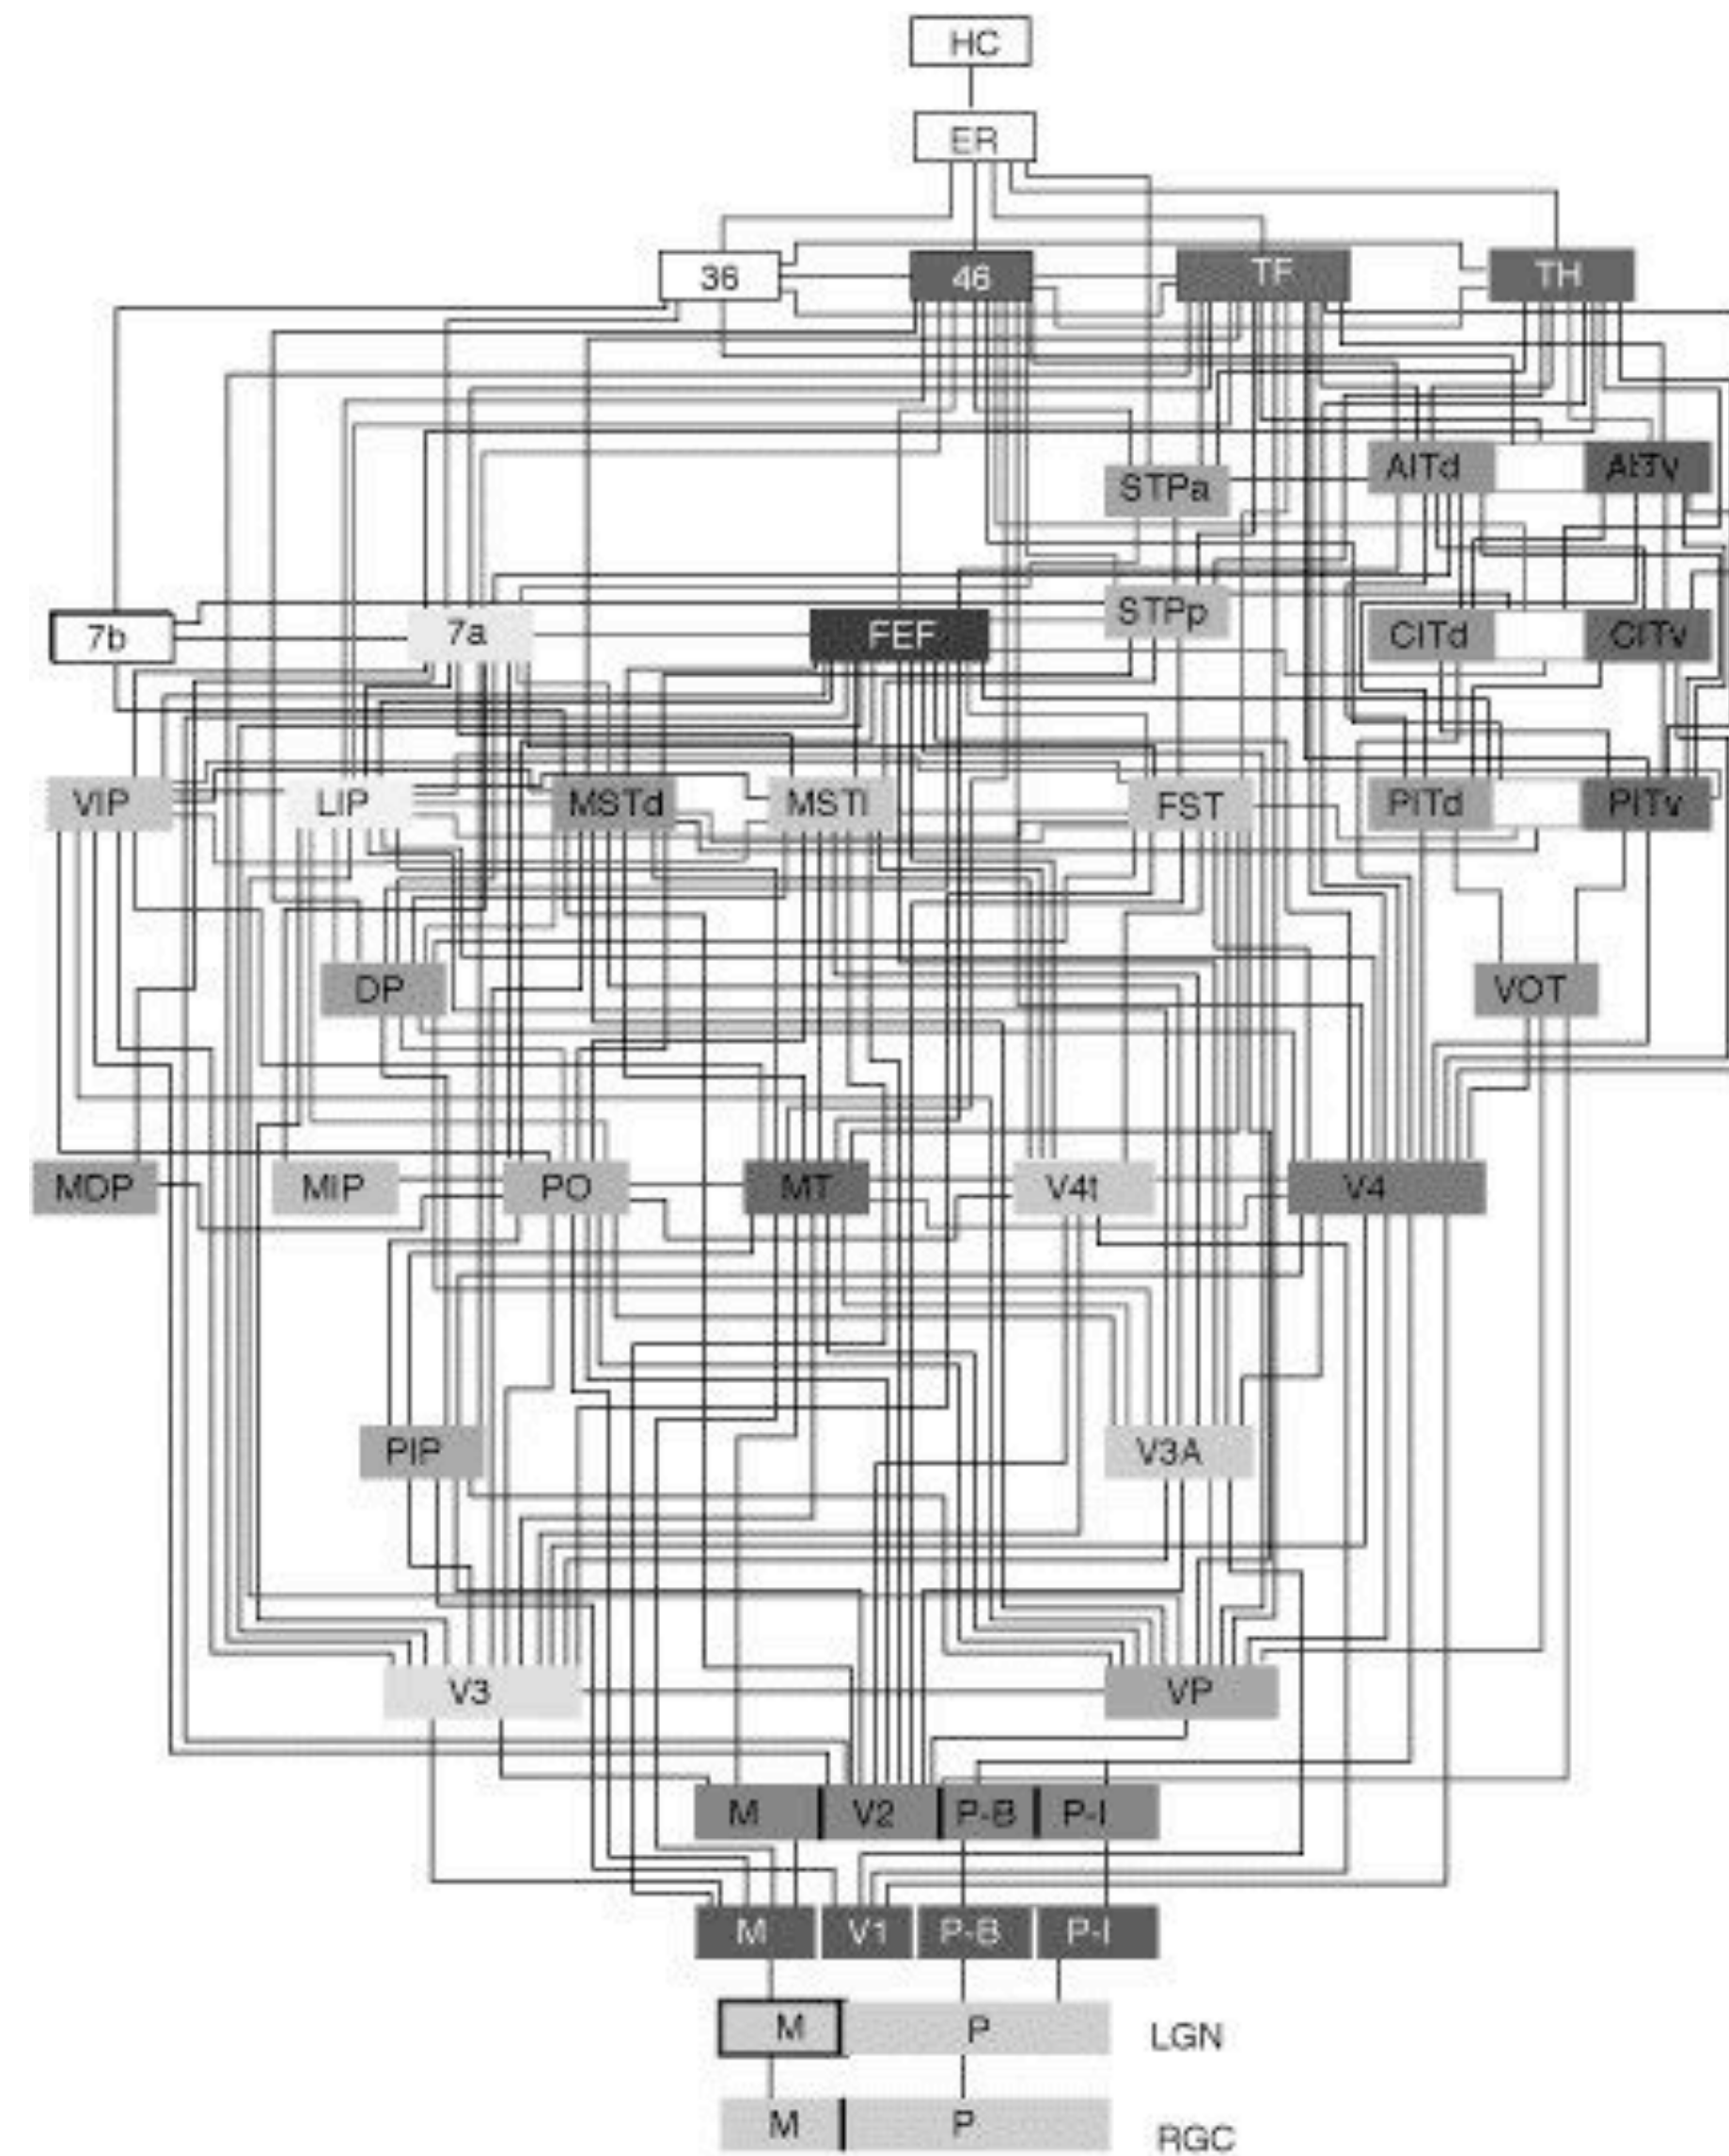 HC
ER
36 46 TF TH
STPa AITd AITv
7b 7a FEF STPp CITd CITv
VIP LIP MSTd MSTl FST PITd PITv
DP VOT
MDP MIP PO MT V4t V4
PIP V3A
V3 VP
M V2 P-B P-I
M V1 P-B P-I
M P LGN
M P RGC